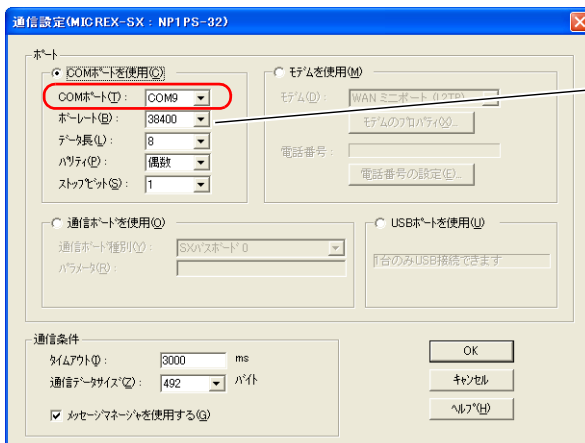 通信設定(MICREX-SX : NP1PS-32)
ポート
COMポートを使用(C)
COMポート(T) : COM9
ボーレート(B) : 38400
データ長(L) : 8
パリティ(P) : 偶数
ストップビット(S) : 1
モデムを使用(M)
モデム(D) : WAN ミニポート (L2TP)
モデムのプロパティ(X)...
電話番号 :
電話番号の設定(E)...
通信ボードを使用(O)
通信ボード種別(V) : SXバスボード 0
パラメータ(R) :
USBポートを使用(U)
1台のみUSB接続できます
通信条件
タイムアウト(I) : 3000 ms
通信データサイズ(Z) : 492 バイト
メッセージマネージャを使用する(G)
OK
キャンセル
ヘルプ(H)